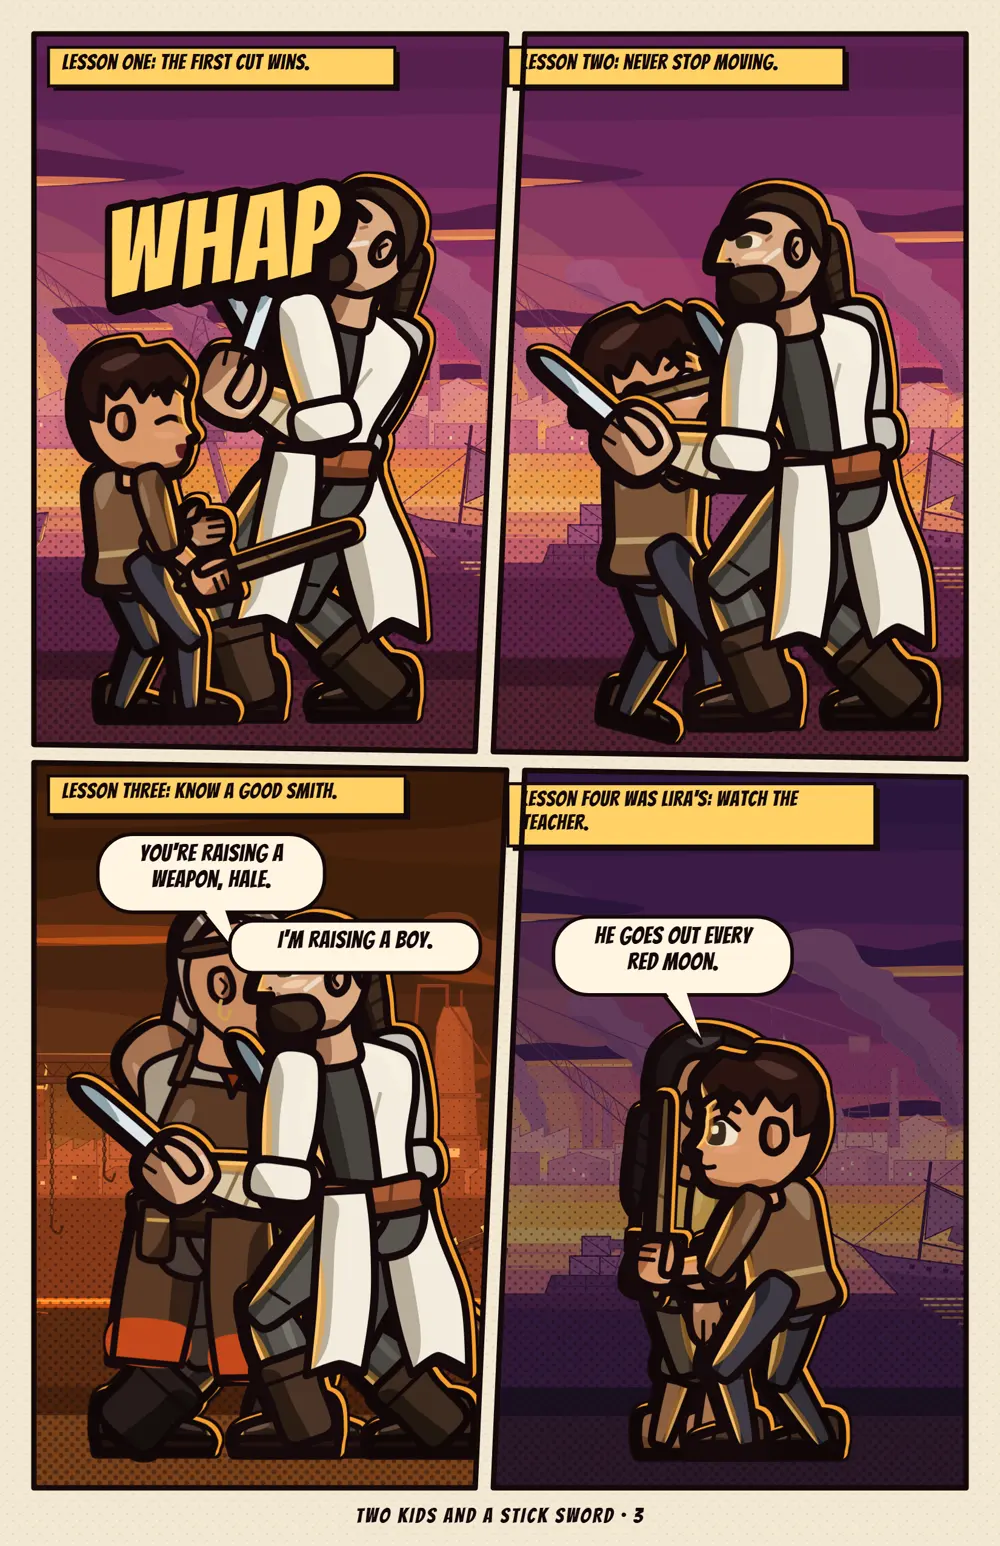 LESSON ONE: THE FIRST CUT WINS.
WHAP
LESSON TWO: NEVER STOP MOVING.
LESSON THREE: KNOW A GOOD SMITH.
YOU'RE RAISING A
WEAPON, HALE.
I'M RAISING A BOY.
LESSON FOUR WAS LIRA'S: WATCH THE
TEACHER.
HE GOES OUT EVERY
RED MOON.
TWO KIDS AND A STICK SWORD • 3